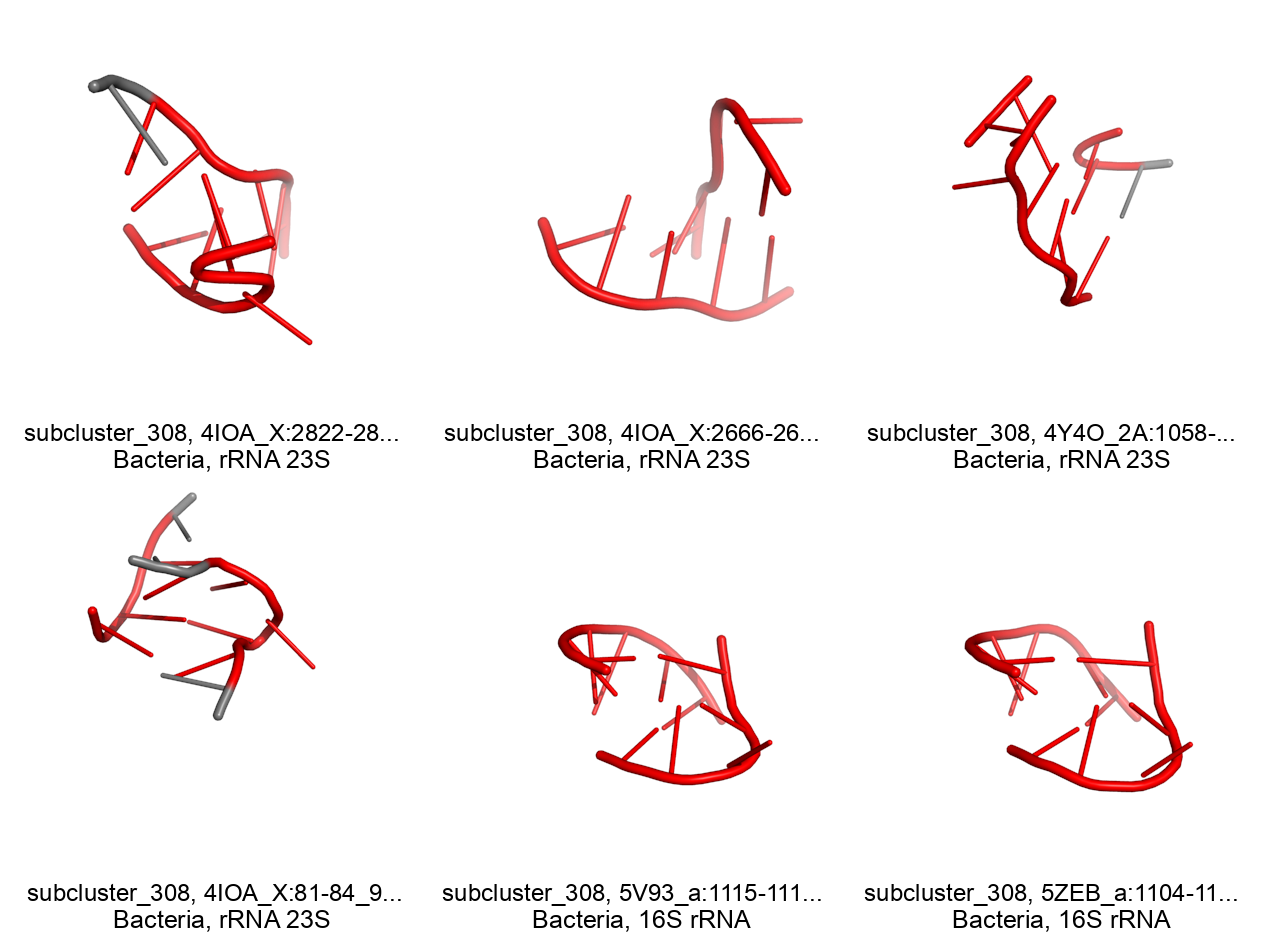 subcluster_308, 4IOA_X:2822-28...
Bacteria, rRNA 23S
subcluster_308, 4IOA_X:2666-26...
Bacteria, rRNA 23S
subcluster_308, 4Y4O_2A:1058-...
Bacteria, rRNA 23S
subcluster_308, 4IOA_X:81-84_9...
Bacteria, rRNA 23S
subcluster_308, 5V93_a:1115-111...
Bacteria, 16S rRNA
subcluster_308, 5ZEB_a:1104-11...
Bacteria, 16S rRNA